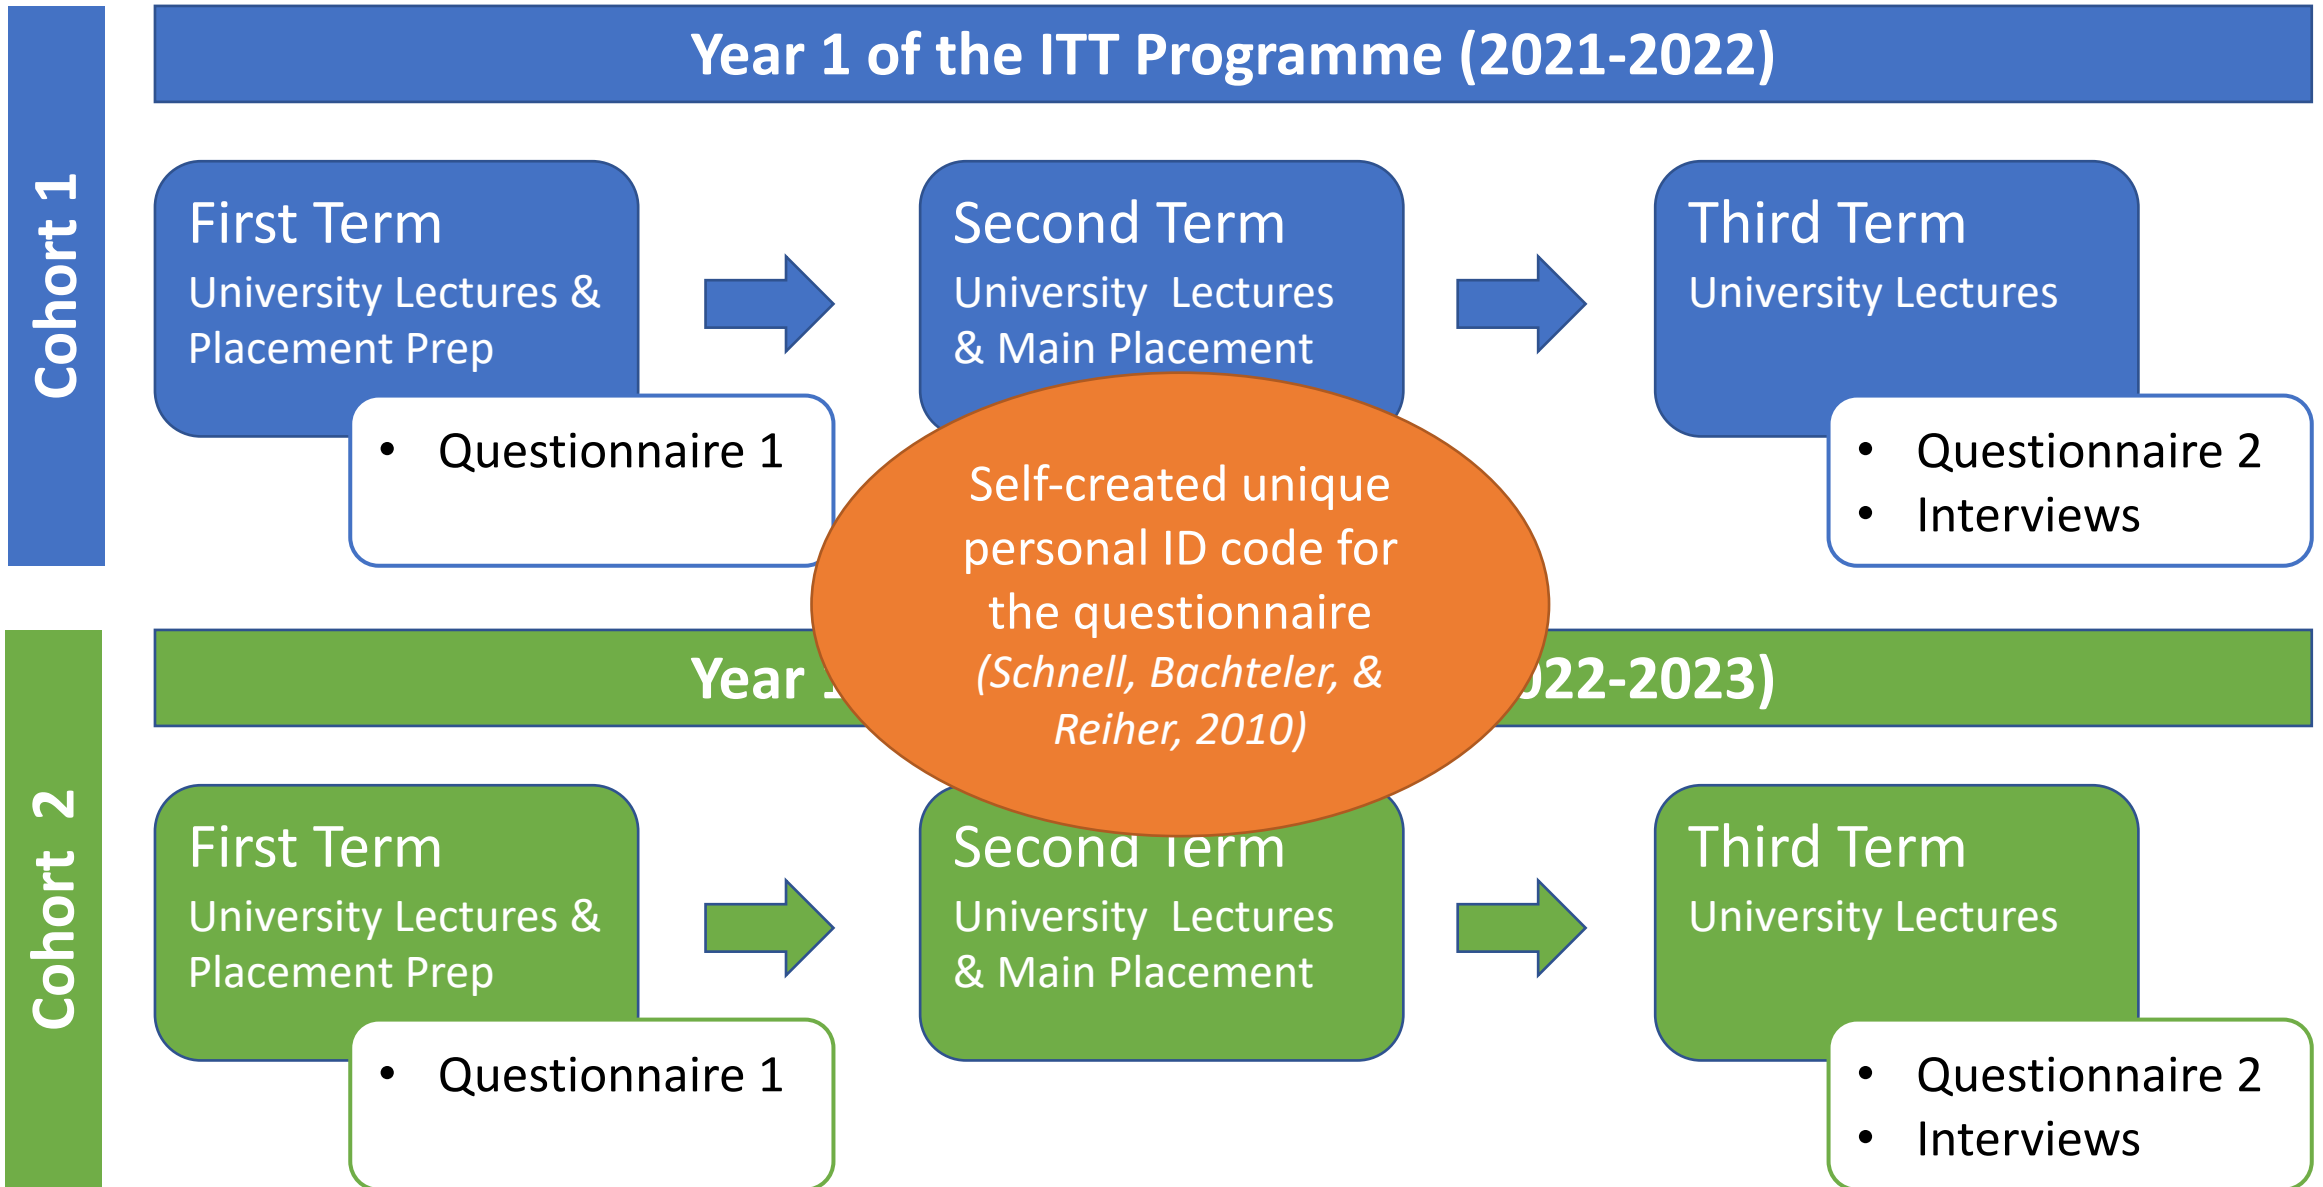 Cohort 1
Year 1 of the ITT Programme (2021-2022)
First Term
University Lectures &
Placement Prep
• Questionnaire 1
Second Term
University  Lectures
& Main Placement
Third Term
University Lectures
• Questionnaire 2
• Interviews
Self-created unique
personal ID code for
the questionnaire
(Schnell, Bachteler, &
Reiher, 2010)
Cohort  2
Year 1
022-2023)
First Term
University Lectures &
Placement Prep
• Questionnaire 1
Second Term
University  Lectures
& Main Placement
Third Term
University Lectures
• Questionnaire 2
• Interviews